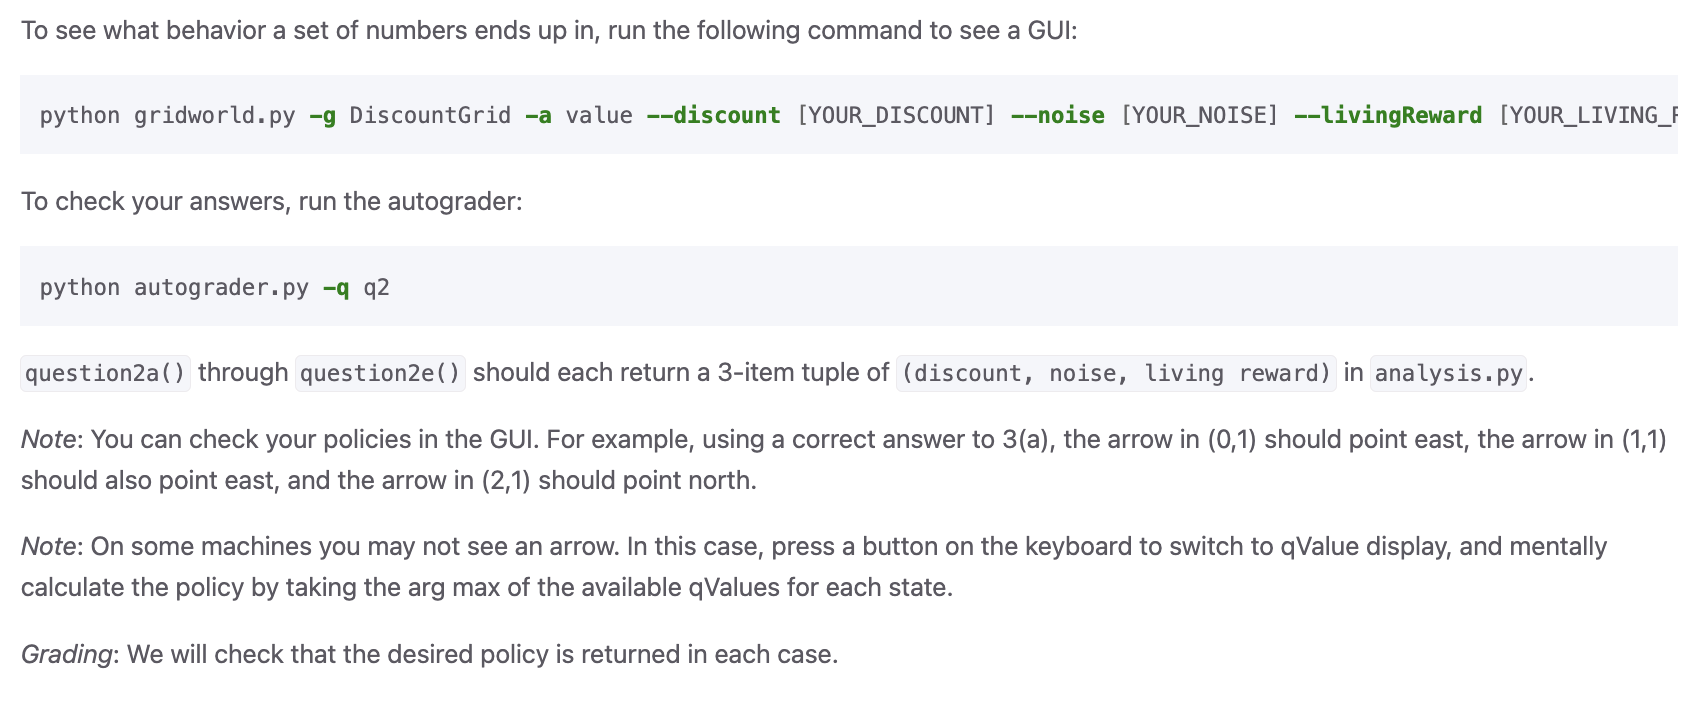 To see what behavior a set of numbers ends up in, run the following command to see a GUI:
python gridworld.py -g DiscountGrid -a value --discount [YOUR_DISCOUNT] --noise [YOUR_NOISE] --livingReward [YOUR_LIVING_
To check your answers, run the autograder:
python autograder.py -q q2
question2a() through question2e() should each return a 3-item tuple of (discount, noise, living reward) in analysis.py.
Note: You can check your policies in the GUI. For example, using a correct answer to 3(a), the arrow in (0,1) should point east, the arrow in (1,1)
should also point east, and the arrow in (2,1) should point north.
Note: On some machines you may not see an arrow. In this case, press a button on the keyboard to switch to qValue display, and mentally
calculate the policy by taking the arg max of the available qValues for each state.
Grading: We will check that the desired policy is returned in each case.